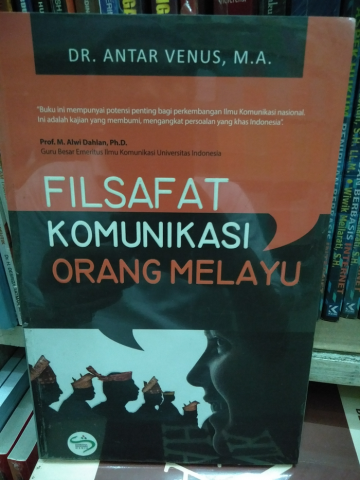 DR. ANTAR VENUS, M.A.
"Buku ini mempunyai potensi penting bagi perkembangan Ilmu Komunikasi nasional.
Ini adalah kajian yang membumi, mengangkat persoalan yang khas Indonesia".
Prof. M. Alwi Dahlan, Ph.D.
Guru Besar Emeritus Ilmu Komunikasi Universitas Indonesia
FILSAFAT
KOMUNIKASI
ORANG MELAYU